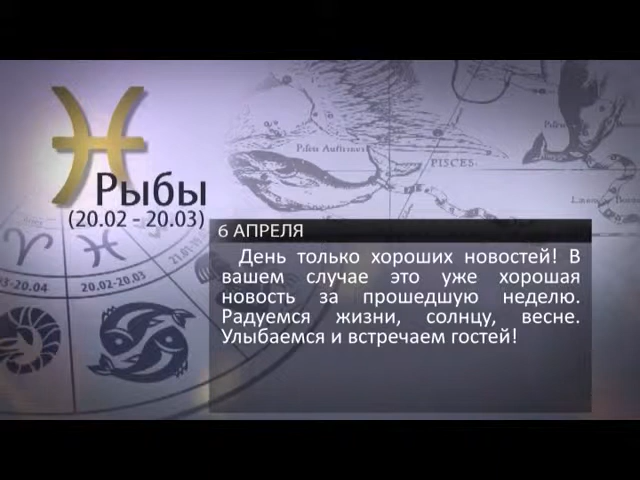 Рыбы
(20.02 - 20.03)
6 АПРЕЛЯ
День только хороших новостей! В
вашем случае это уже хорошая
новость за прошедшую неделю.
Радуемся жизни, солнцу, весне.
Улыбаемся и встречаем гостей!
PISCES
20.02-20.03